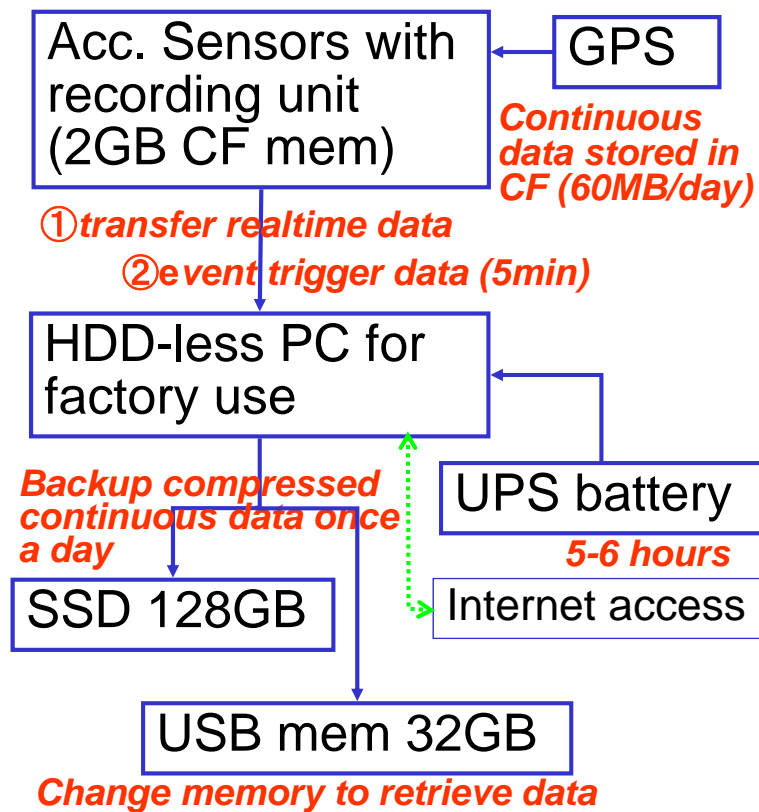 Acc. Sensors with
recording unit
(2GB CF mem)
GPS
Continuous
data stored in
CF (60MB/day)
①transfer realtime data
②event trigger data (5min)
HDD-less PC for
factory use
Backup compressed
continuous data once
a day
UPS battery
5-6 hours
SSD 128GB
Internet access
USB mem 32GB
Change memory to retrieve data